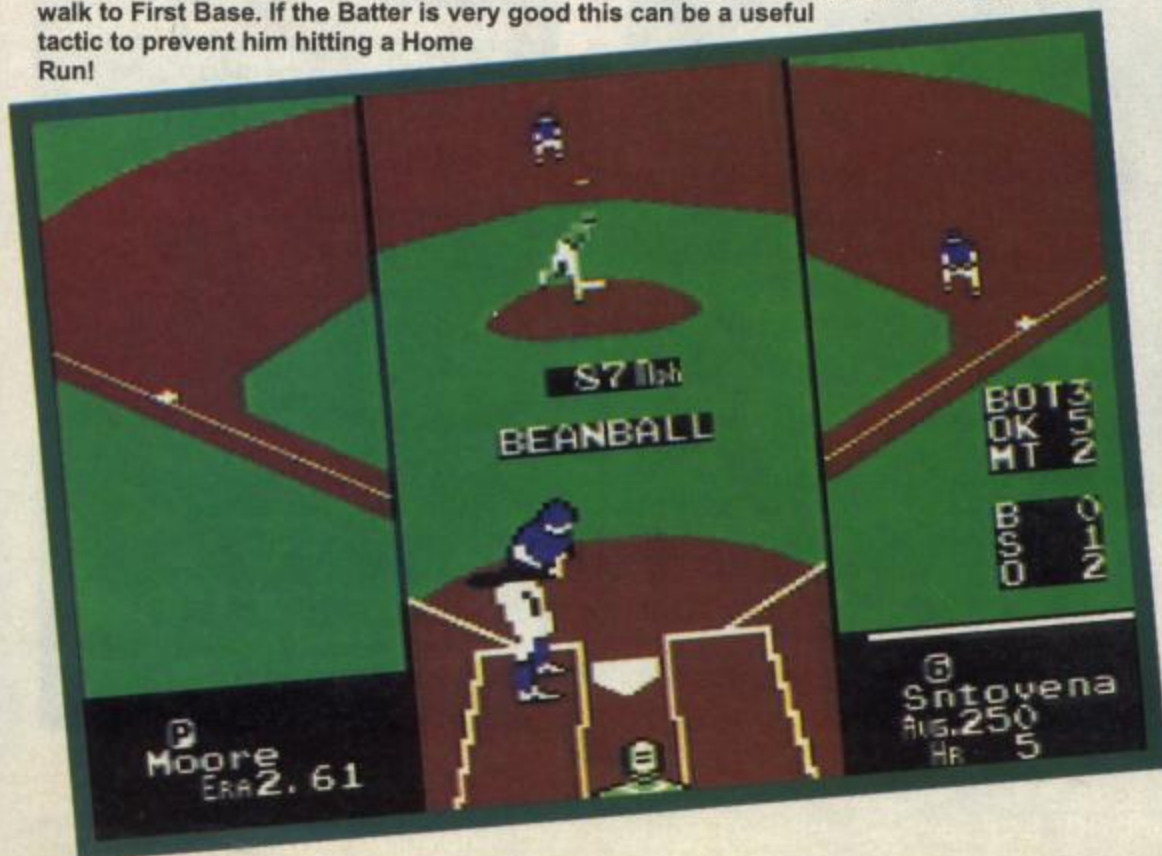 walk to First Base. If the Batter is very good this can be a useful
tactic to prevent him hitting a Home
Run!
87 Mph
BEANBALL
BOT3
OK 5
MT 2
B 0
S 1
O 2
P
Moore
ERA 2.61
G
Sntovena
AVG.250
HR 5